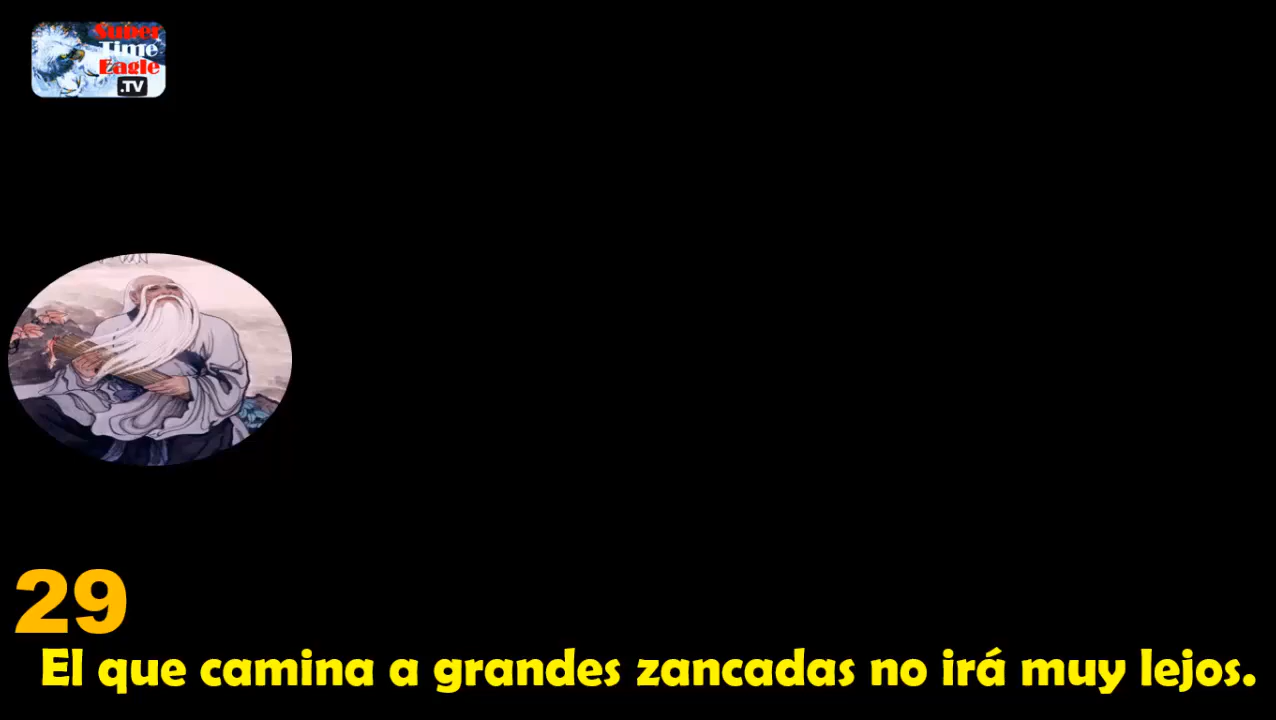 Super
Time
Eagle
.TV
29
El que camina a grandes zancadas no irá muy lejos.